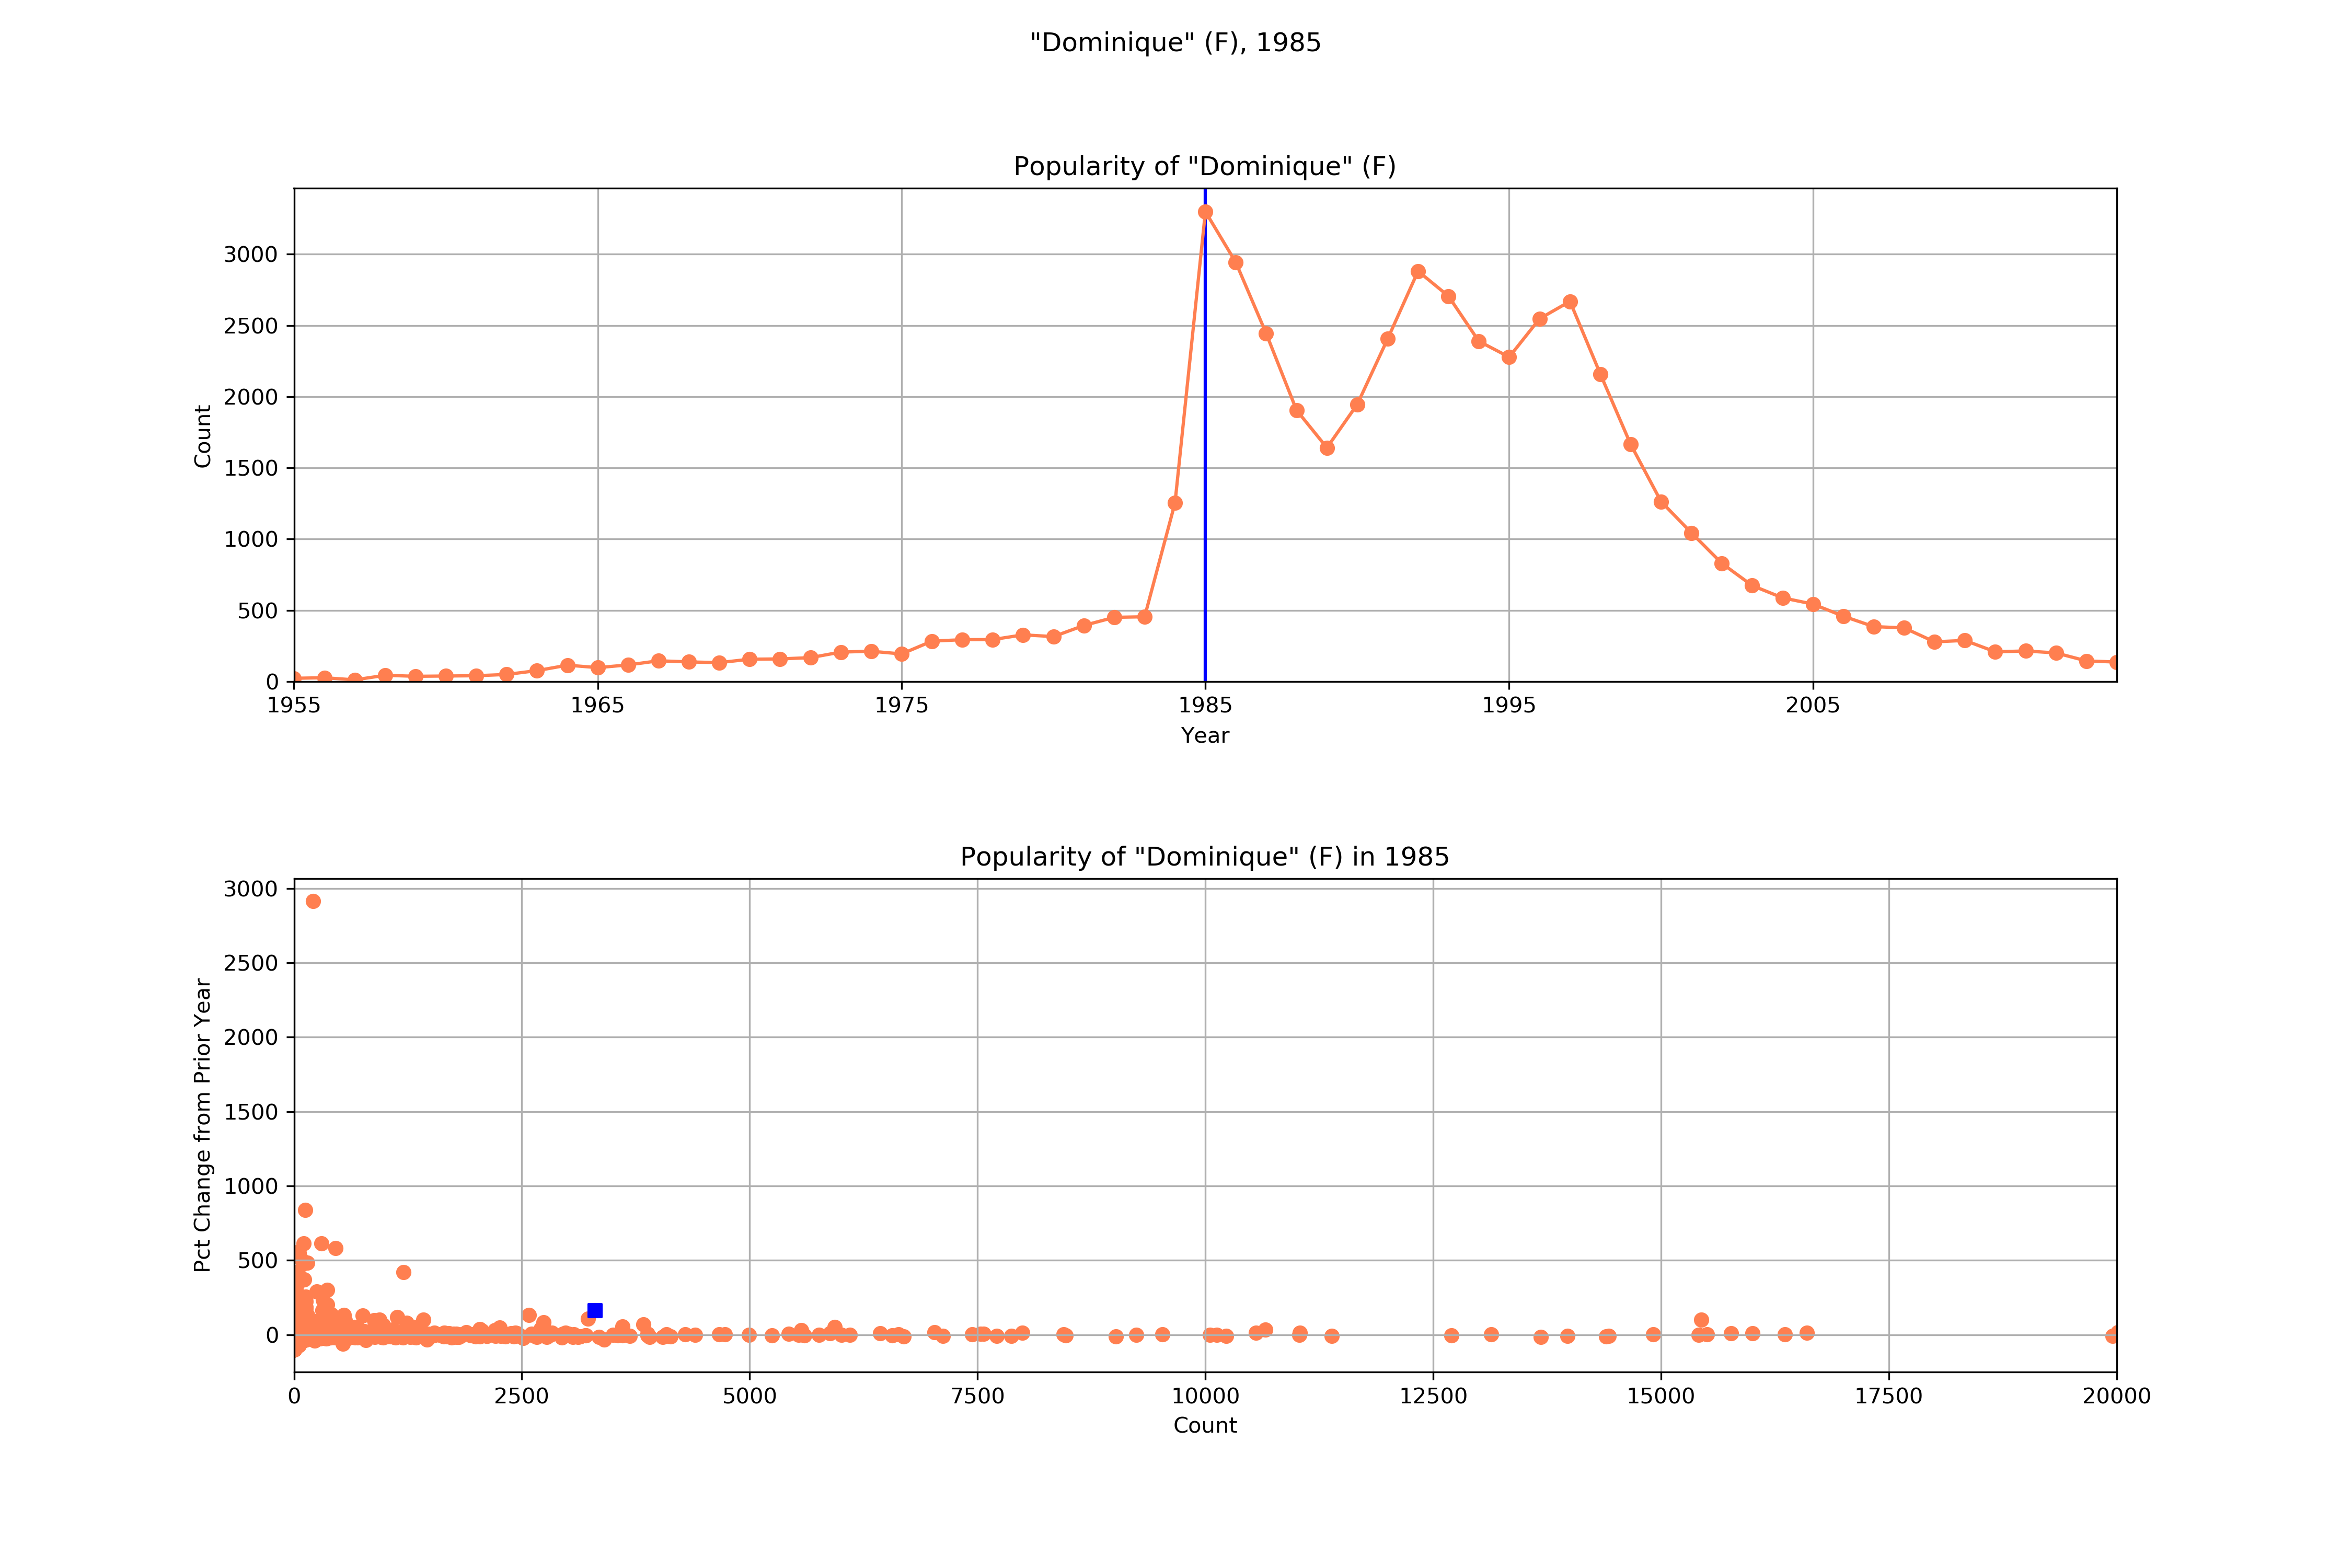 "Dominique" (F), 1985
Popularity of "Dominique" (F)
3000
2500
2000
1500
1000
500
0
Count
1955 1965 1975 1985 1995 2005
Year
Popularity of "Dominique" (F) in 1985
3000
2500
2000
1500
1000
500
0
Pct Change from Prior Year
0 2500 5000 7500 10000 12500 15000 17500 20000
Count